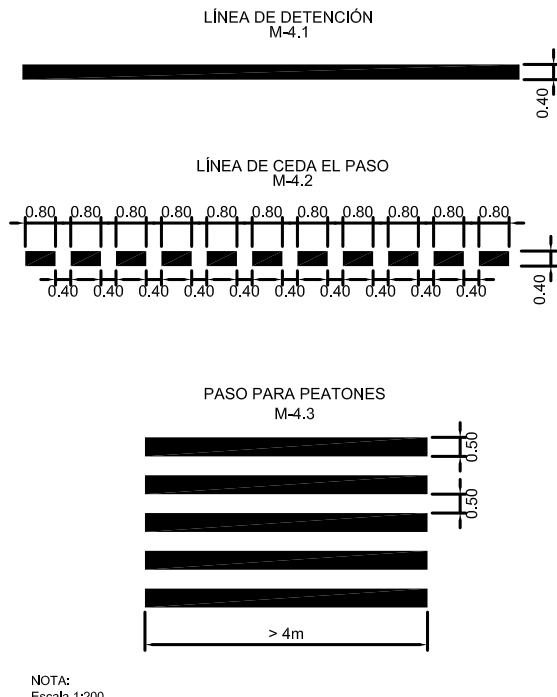 LÍNEA DE DETENCIÓN
M-4.1
0.40
LÍNEA DE CEDA EL PASO
M-4.2
0.80 0.80 0.80 0.80 0.80 0.80 0.80 0.80 0.80 0.80 0.80
0.40 0.40 0.40 0.40 0.40 0.40 0.40 0.40 0.40 0.40
0.40
PASO PARA PEATONES
M-4.3
0.50
0.50
> 4m
NOTA:
Escala 1:200